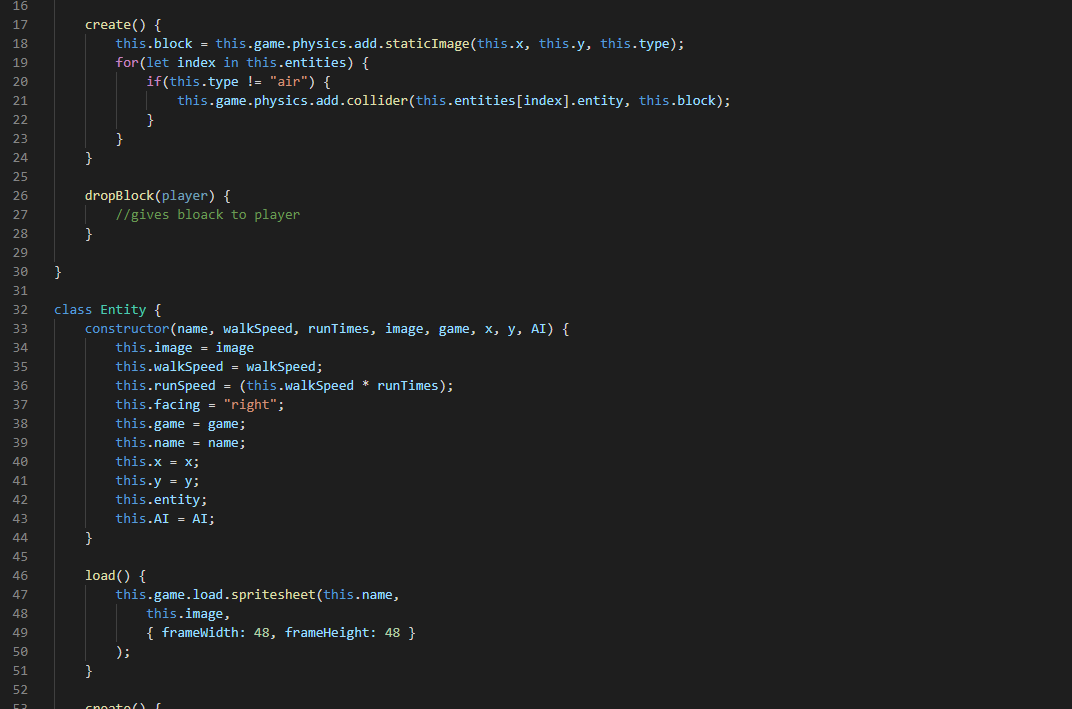 16
17 create() {
18 this.block = this.game.physics.add.staticImage(this.x, this.y, this.type);
19 for(let index in this.entities) {
20 if(this.type != "air") {
21 this.game.physics.add.collider(this.entities[index].entity, this.block);
22 }
23 }
24 }
25
26 dropBlock(player) {
27 //gives bloack to player
28 }
29
30 }
31
32 class Entity {
33 constructor(name, walkSpeed, runTimes, image, game, x, y, AI) {
34 this.image = image
35 this.walkSpeed = walkSpeed;
36 this.runSpeed = (this.walkSpeed * runTimes);
37 this.facing = "right";
38 this.game = game;
39 this.name = name;
40 this.x = x;
41 this.y = y;
42 this.entity;
43 this.AI = AI;
44 }
45
46 load() {
47 this.game.load.spritesheet(this.name,
48 this.image,
49 { frameWidth: 48, frameHeight: 48 }
50 );
51 }
52
53 create() {